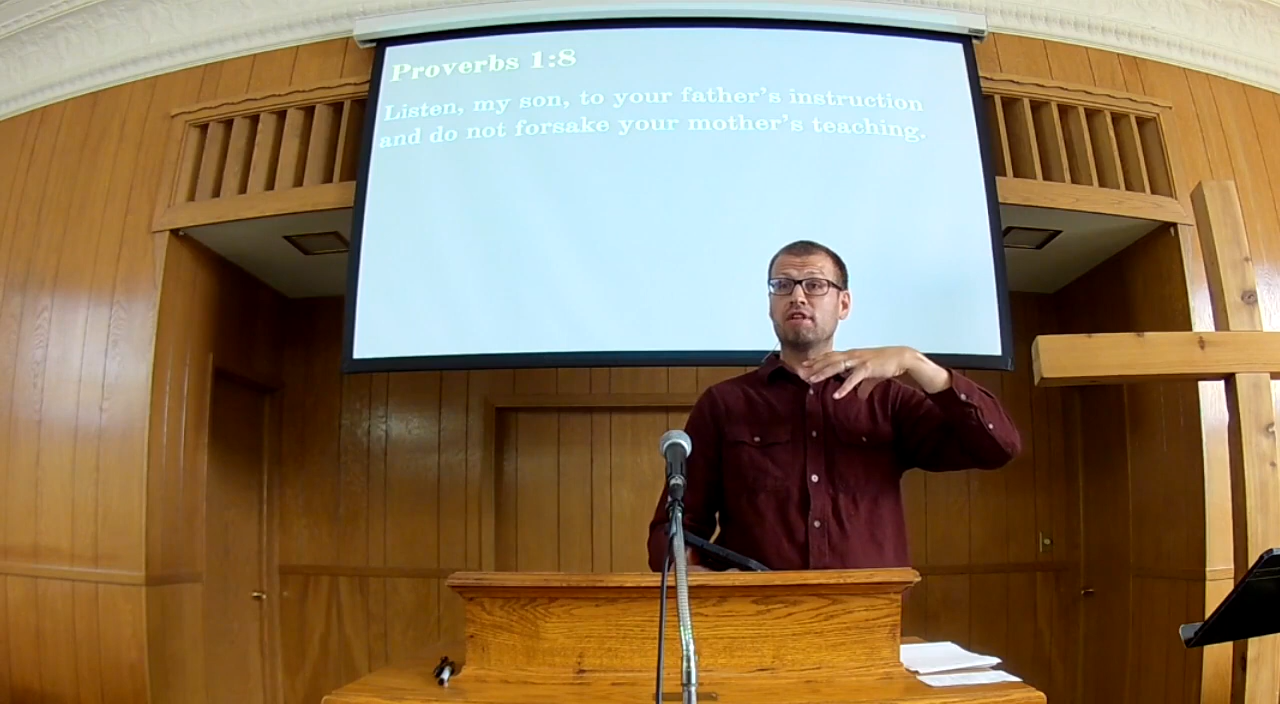 Proverbs 1:8
Listen, my son, to your father's instruction
and do not forsake your mother's teaching.